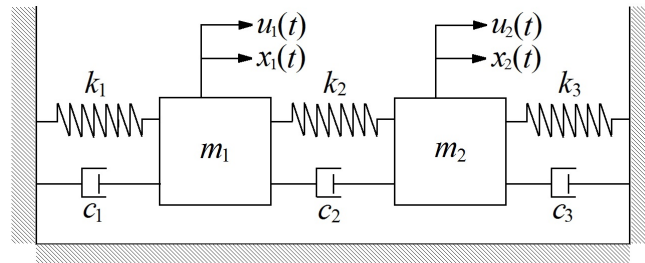 u₁(t) u₂(t)
x₁(t) x₂(t)
k₁ k₂ k₃
m₁ m₂
c₁ c₂ c₃